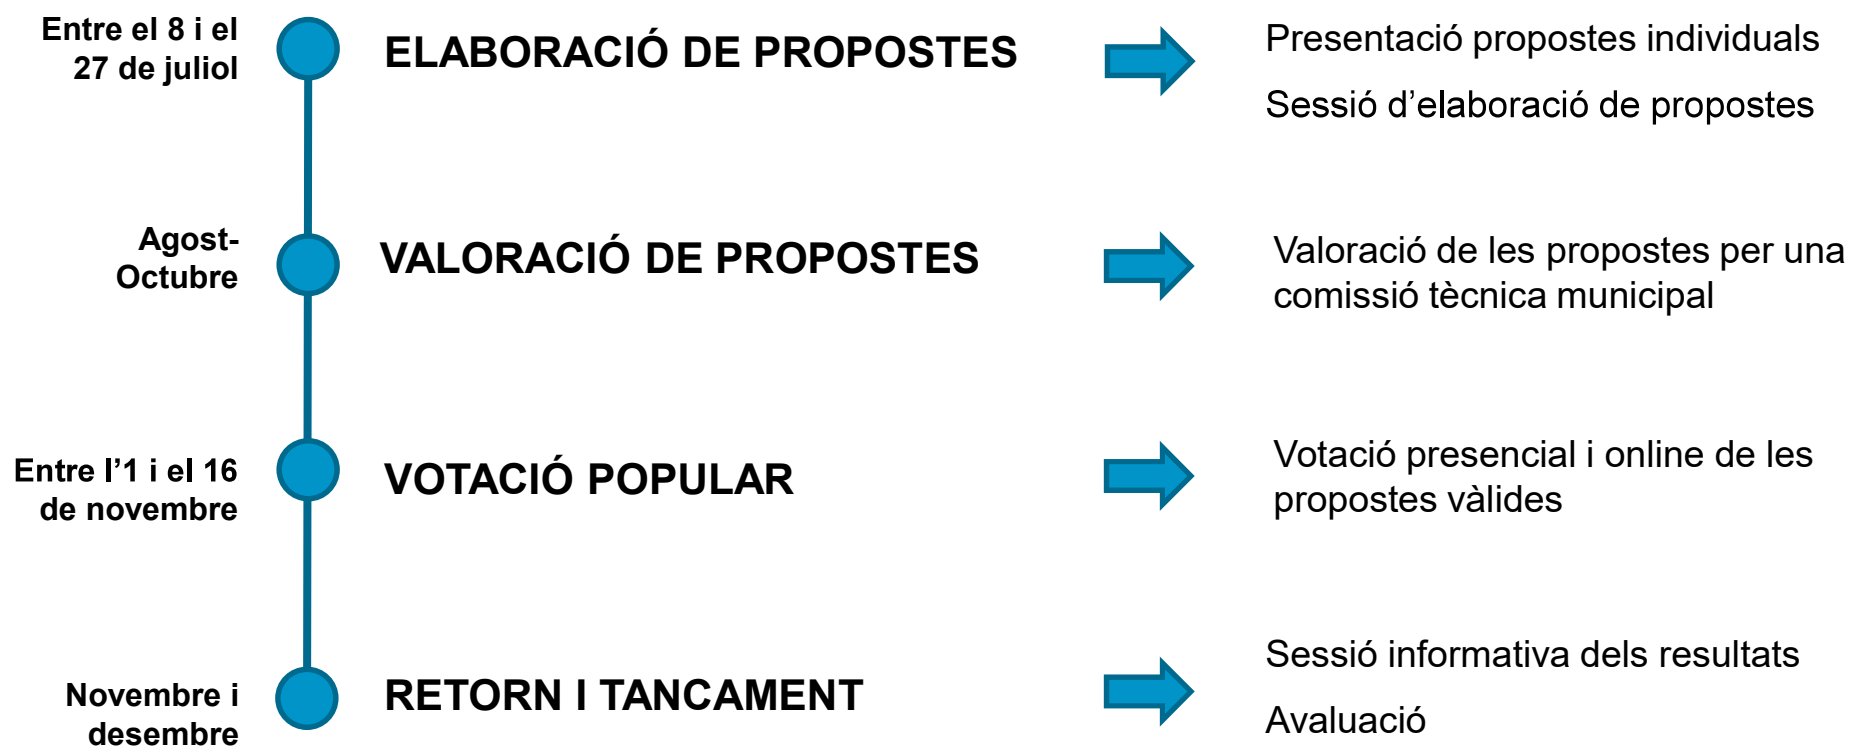 Entre el 8 i el
27 de juliol
ELABORACIÓ DE PROPOSTES
Presentació propostes individuals
Sessió d’elaboració de propostes
Agost-
Octubre
VALORACIÓ DE PROPOSTES
Valoració de les propostes per una
comissió tècnica municipal
Entre l’1 i el 16
de novembre
VOTACIÓ POPULAR
Votació presencial i online de les
propostes vàlides
Novembre i
desembre
RETORN I TANCAMENT
Sessió informativa dels resultats
Avaluació